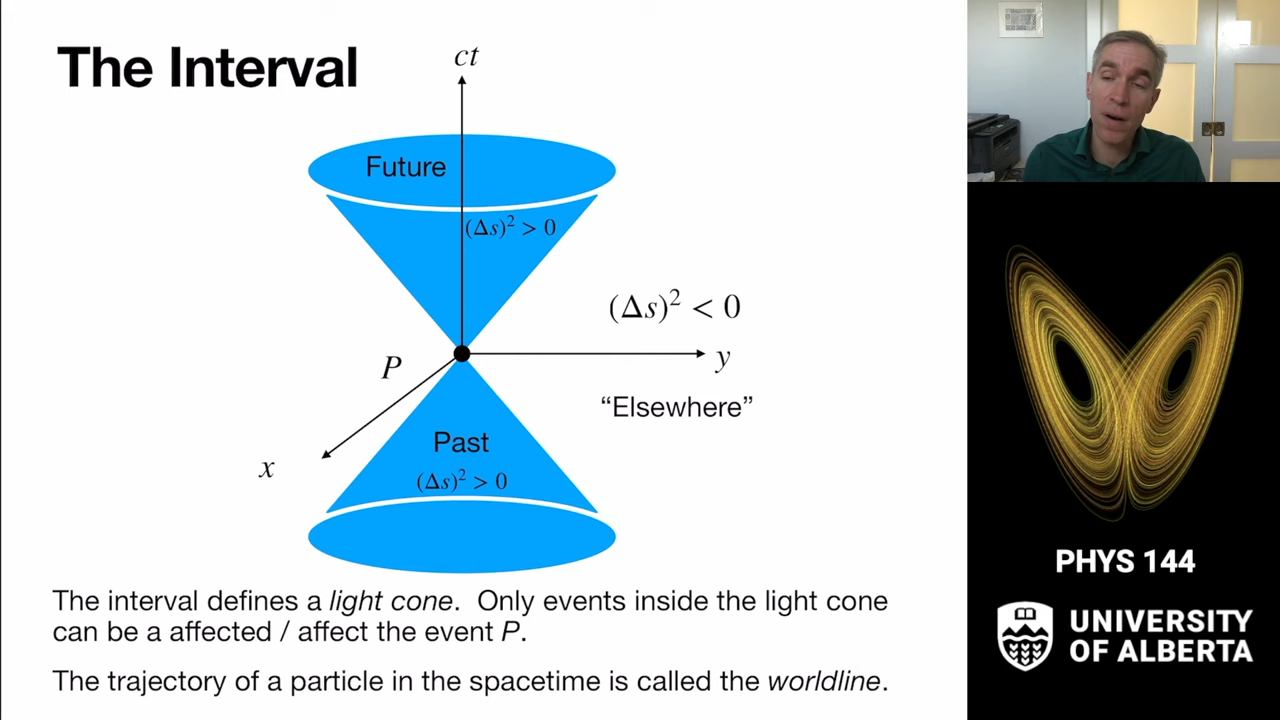 The Interval
ct
Future
(Δs)² > 0
(Δs)² < 0
P
y
"Elsewhere"
x
Past
(Δs)² > 0
The interval defines a light cone. Only events inside the light cone
can be a affected / affect the event P.
The trajectory of a particle in the spacetime is called the worldline.
PHYS 144
UNIVERSITY
OF ALBERTA